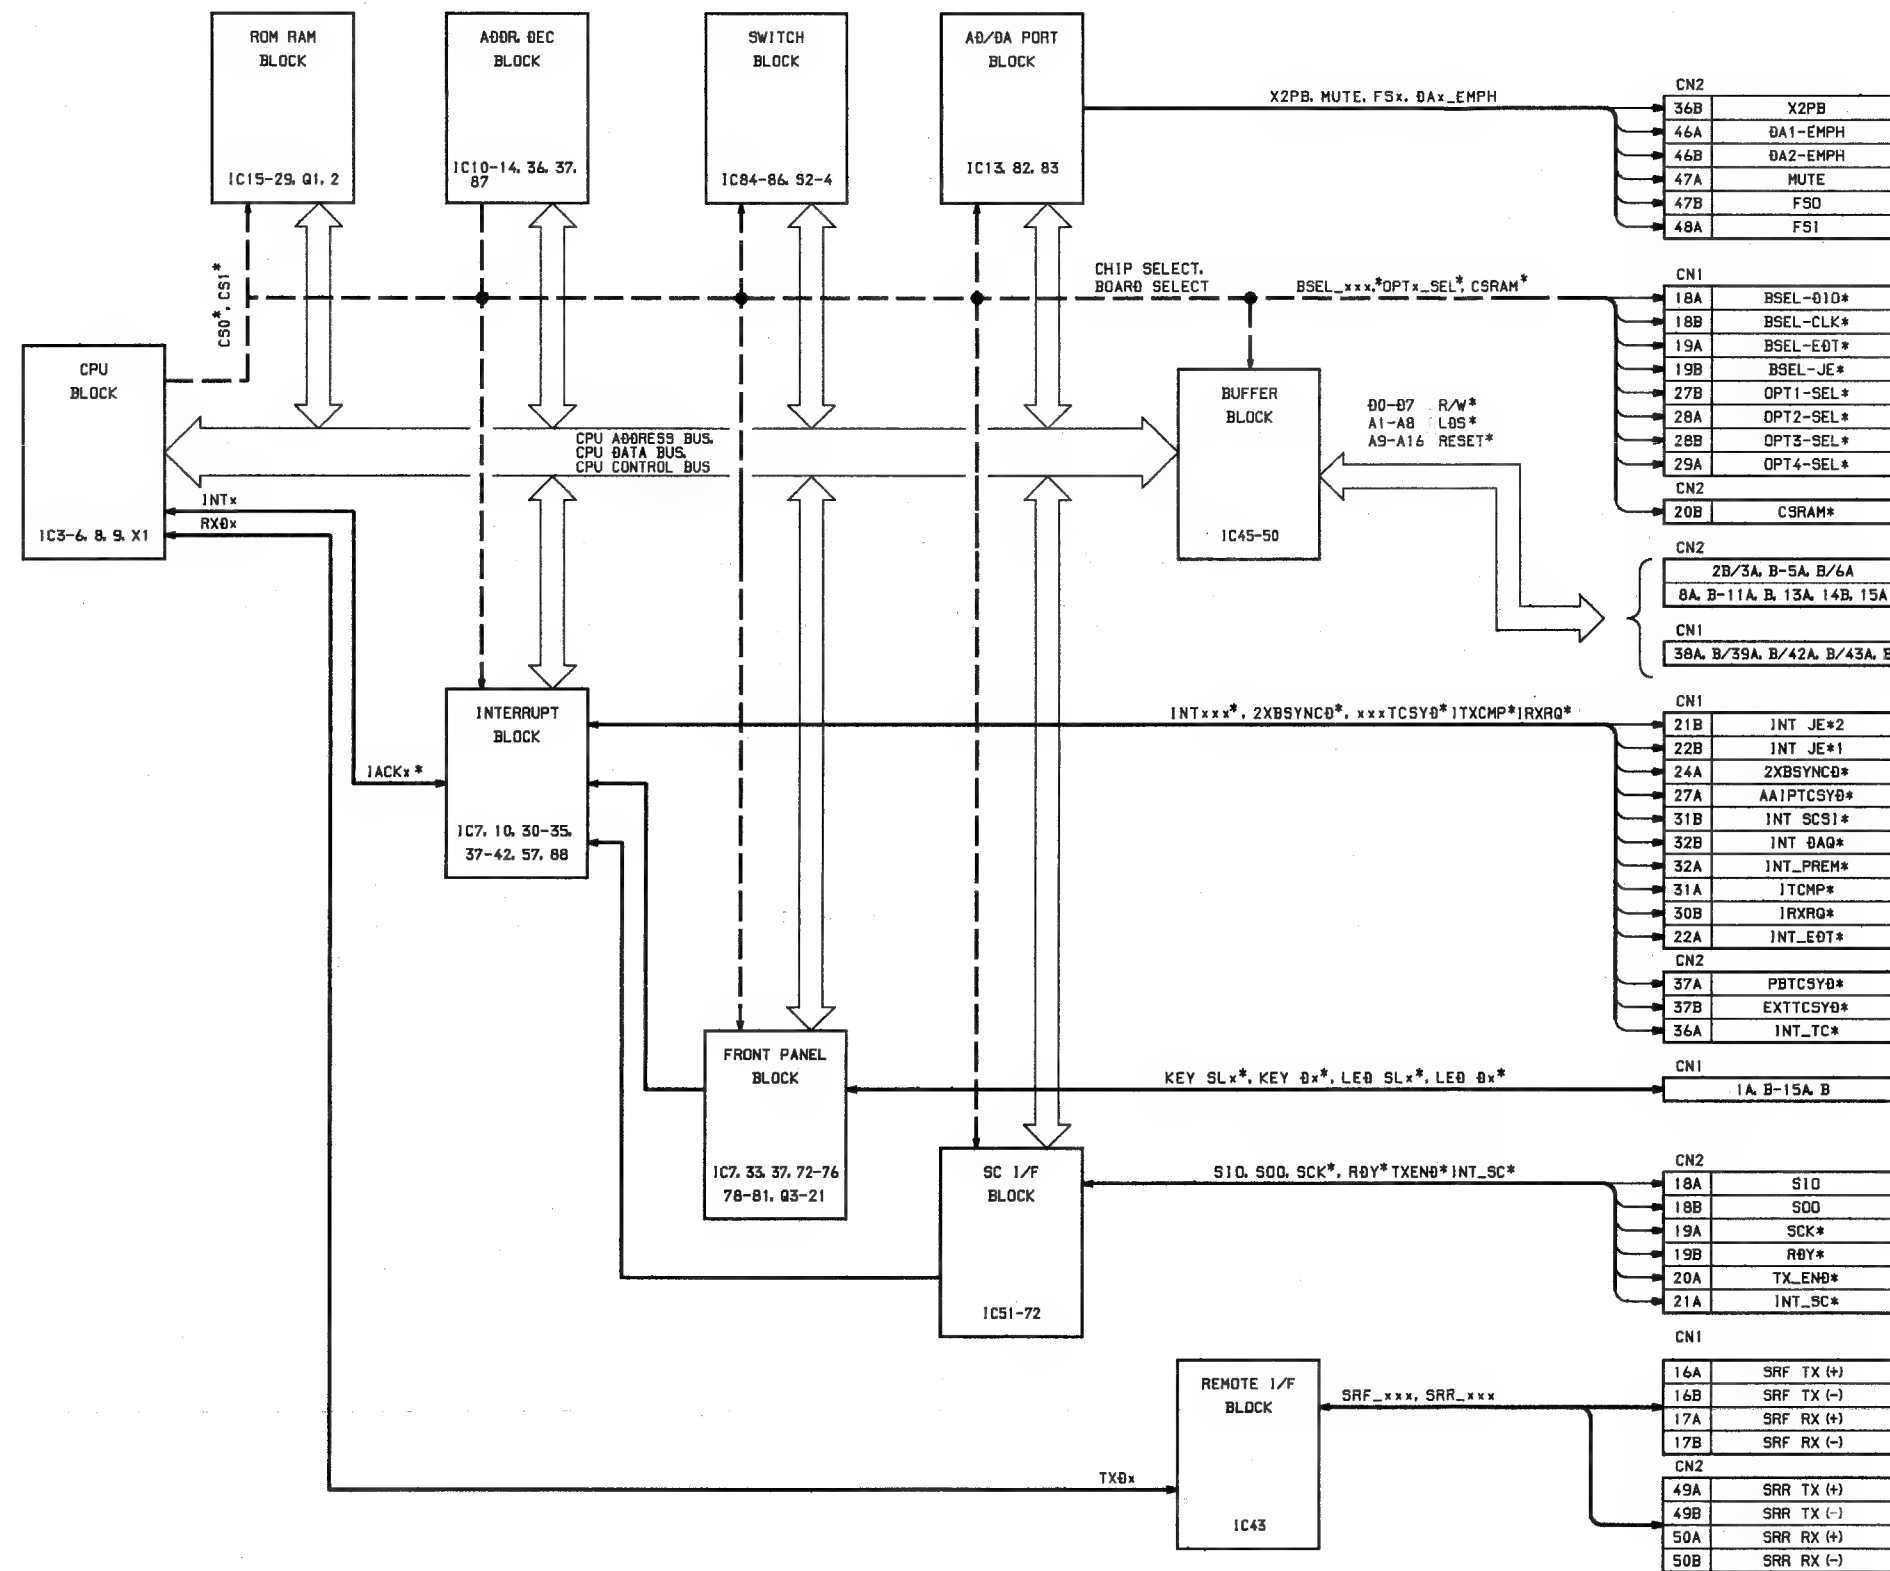 ROM RAM
BLOCK
IC15-29, Q1, 2
ADDR, DEC
BLOCK
IC10-14, 36, 37,
87
SWITCH
BLOCK
IC84-86, S2-4
AD/DA PORT
BLOCK
IC13, 82, 83
X2PB, MUTE, FSx, DAx_EMPH
CN2
36B X2PB
46A DA1-EMPH
46B DA2-EMPH
47A MUTE
47B FS0
48A FS1
CS0*, CS1*
CHIP SELECT,
BOARD SELECT
BSEL_xxx,*OPTx_SEL*, CSRAM*
CN1
18A BSEL-DIO*
18B BSEL-CLK*
19A BSEL-EDT*
19B BSEL-JE*
27B OPT1-SEL*
28A OPT2-SEL*
28B OPT3-SEL*
29A OPT4-SEL*
CN2
20B CSRAM*
CPU
BLOCK
IC3-6, 8, 9, X1
CPU ADDRESS BUS,
CPU DATA BUS,
CPU CONTROL BUS
BUFFER
BLOCK
IC45-50
D0-D7 R/W*
A1-A8 LDS*
A9-A16 RESET*
CN2
2B/3A, B-5A, B/6A
8A, B-11A, B, 13A, 14B, 15A
CN1
38A, B/39A, B/42A, B/43A, B
INTx
RXDx
IACKx*
INTERRUPT
BLOCK
IC7, 10, 30-35,
37-42, 57, 88
INTxxx*, 2XBSYNCD*, xxxTCSYD*ITXCMP*IRXRQ*
CN1
21B INT JE*2
22B INT JE*1
24A 2XBSYNCD*
27A AAIPTCSYD*
31B INT SCSI*
32B INT DAQ*
32A INT_PREM*
31A ITCMP*
30B IRXRQ*
22A INT_EDT*
CN2
37A PBTCSYD*
37B EXTTCSYD*
36A INT_TC*
FRONT PANEL
BLOCK
IC7, 33, 37, 72-76
78-81, Q3-21
KEY SLx*, KEY Dx*, LED SLx*, LED Dx*
CN1
1A, B-15A, B
SC I/F
BLOCK
IC51-72
SIO, SOO, SCK*, RDY*TXEND*INT_SC*
CN2
18A SIO
18B SOO
19A SCK*
19B RDY*
20A TX_END*
21A INT_SC*
REMOTE I/F
BLOCK
IC43
TXDx
SRF_xxx, SRR_xxx
CN1
16A SRF TX (+)
16B SRF TX (-)
17A SRF RX (+)
17B SRF RX (-)
CN2
49A SRR TX (+)
49B SRR TX (-)
50A SRR RX (+)
50B SRR RX (-)